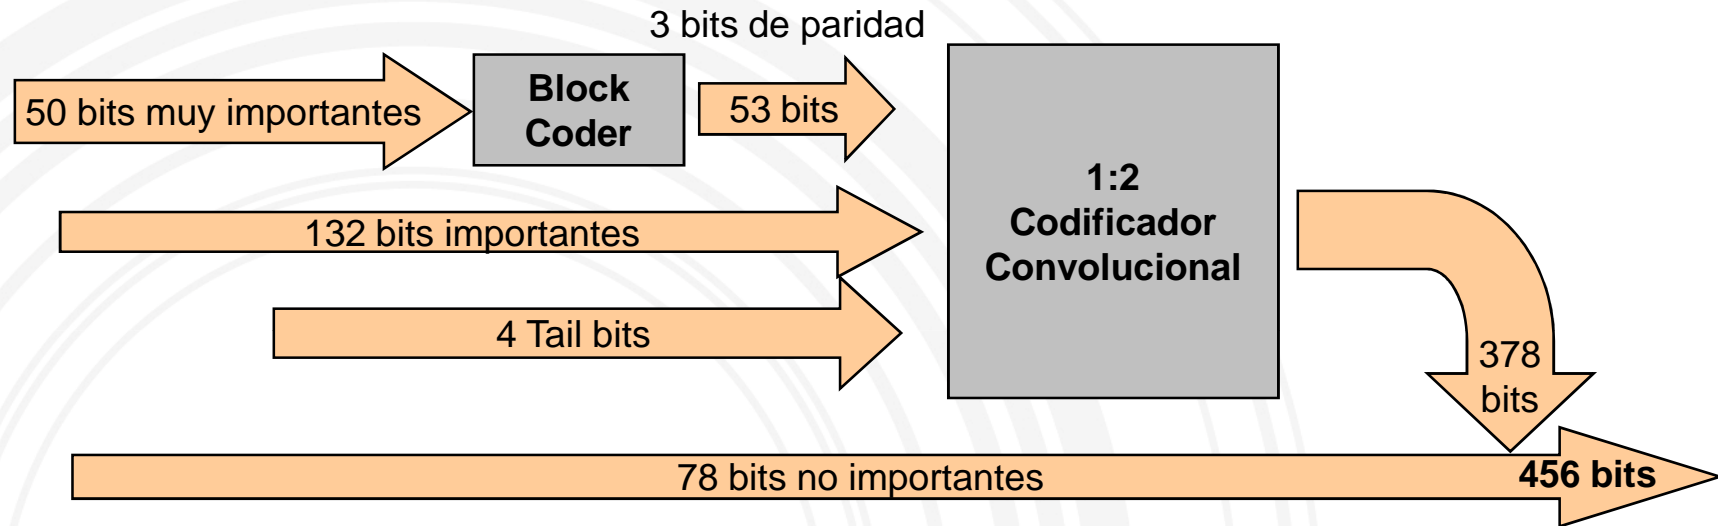 3 bits de paridad
50 bits muy importantes
Block
Coder
53 bits
132 bits importantes
1:2
Codificador
Convolucional
4 Tail bits
378
bits
78 bits no importantes
456 bits